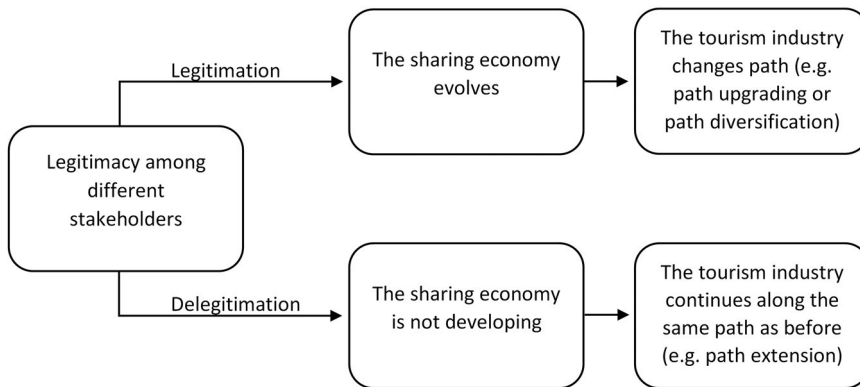 Legitimacy among
different
stakeholders
Legitimation
The sharing economy
evolves
The tourism industry
changes path (e.g.
path upgrading or
path diversification)
Delegitimation
The sharing economy
is not developing
The tourism industry
continues along the
same path as before
(e.g. path extension)